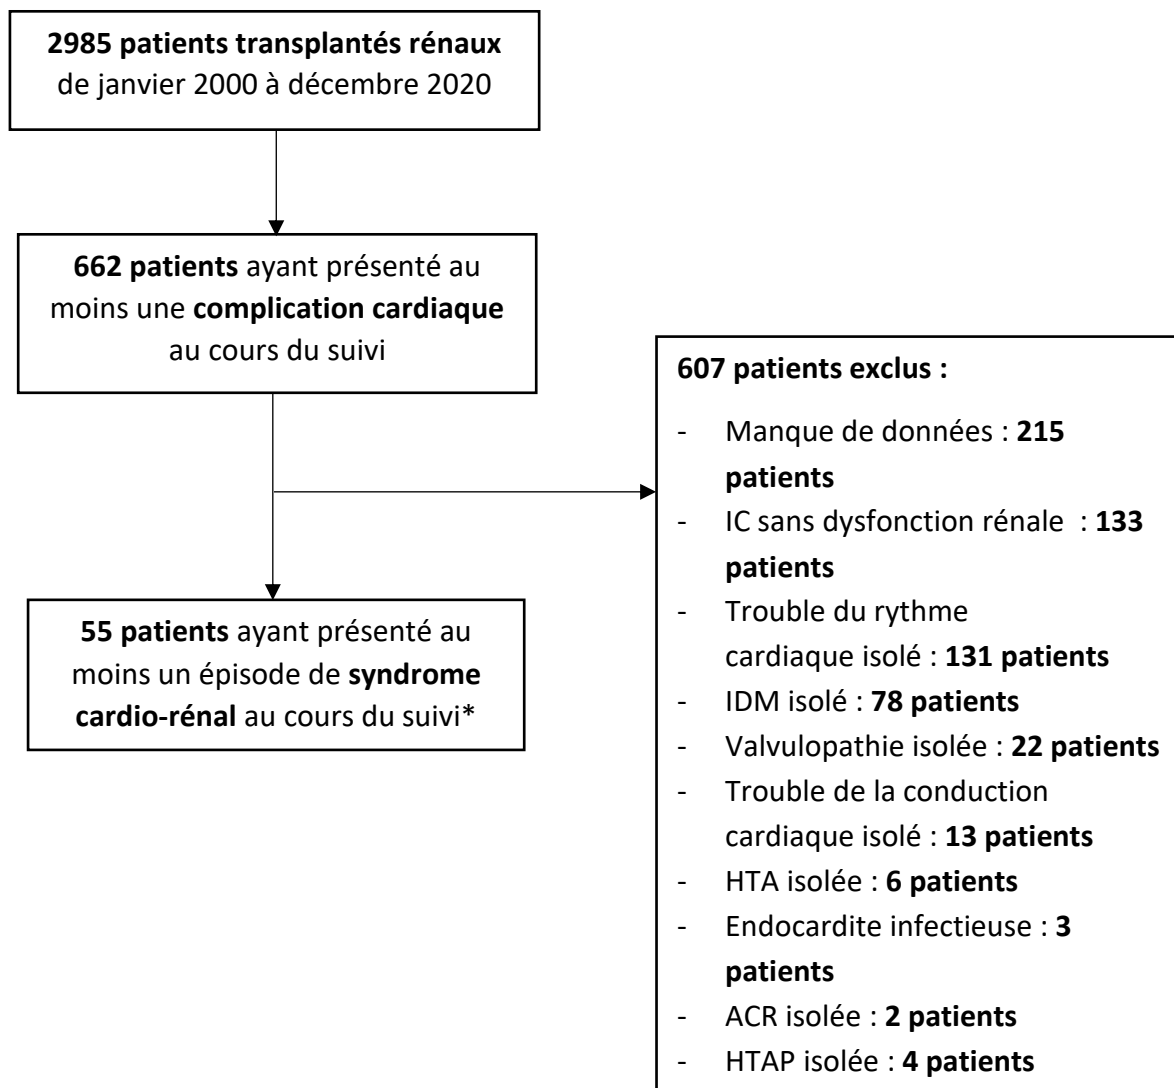 2985 patients transplantés rénaux
de janvier 2000 à décembre 2020
662 patients ayant présenté au
moins une complication cardiaque
au cours du suivi
607 patients exclus :
- Manque de données : 215
patients
- IC sans dysfonction rénale  : 133
patients
- Trouble du rythme
cardiaque isolé : 131 patients
- IDM isolé : 78 patients
- Valvulopathie isolée : 22 patients
- Trouble de la conduction
cardiaque isolé : 13 patients
- HTA isolée : 6 patients
- Endocardite infectieuse : 3
patients
- ACR isolée : 2 patients
- HTAP isolée : 4 patients
55 patients ayant présenté au
moins un épisode de syndrome
cardio-rénal au cours du suivi*